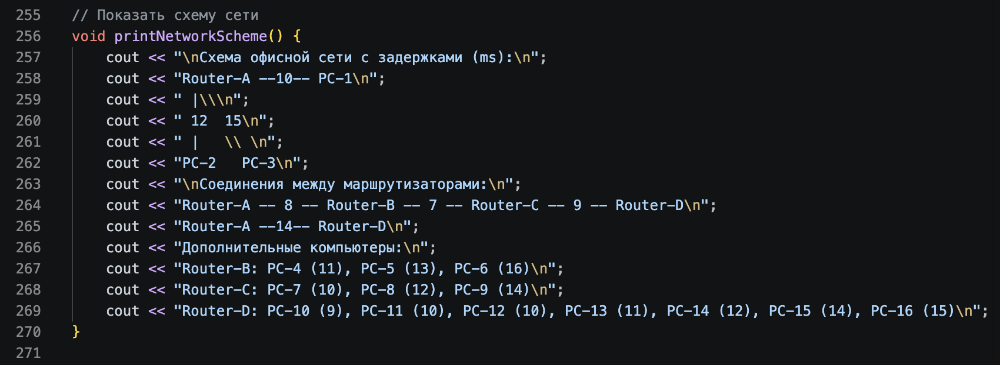 255 // Показать схему сети
256 void printNetworkScheme() {
257 cout << "\nСхема офисной сети с задержками (ms):\n";
258 cout << "Router-A --10-- PC-1\n";
259 cout << " |\\\n";
260 cout << " 12  15\n";
261 cout << " |   \\ \n";
262 cout << "PC-2   PC-3\n";
263 cout << "\nСоединения между маршрутизаторами:\n";
264 cout << "Router-A -- 8 -- Router-B -- 7 -- Router-C -- 9 -- Router-D\n";
265 cout << "Router-A --14-- Router-D\n";
266 cout << "Дополнительные компьютеры:\n";
267 cout << "Router-B: PC-4 (11), PC-5 (13), PC-6 (16)\n";
268 cout << "Router-C: PC-7 (10), PC-8 (12), PC-9 (14)\n";
269 cout << "Router-D: PC-10 (9), PC-11 (10), PC-12 (10), PC-13 (11), PC-14 (12), PC-15 (14), PC-16 (15)\n";
270 }
271